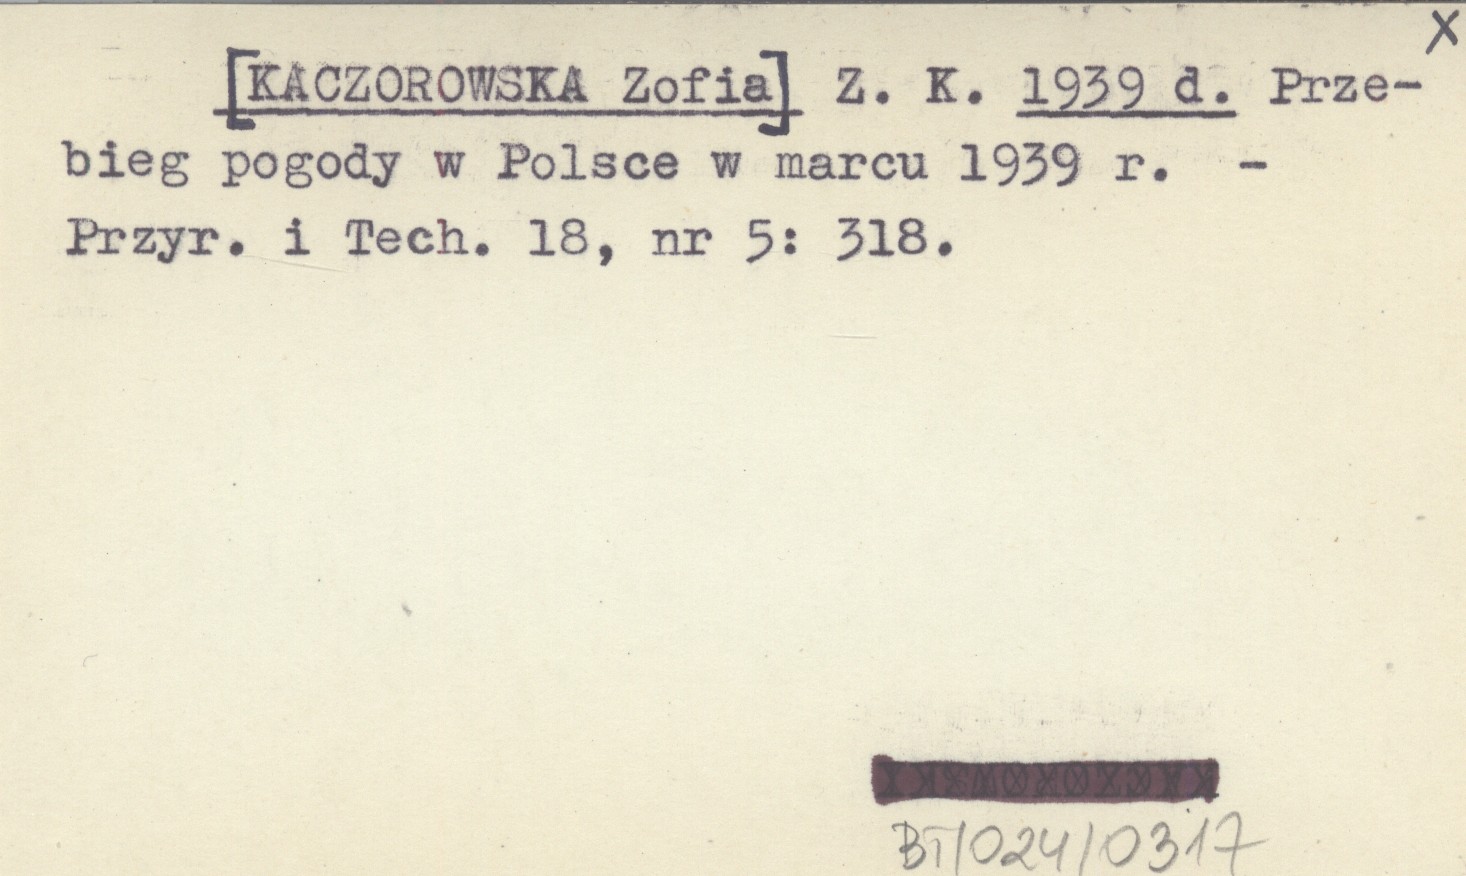 X
[KACZOROWSKA Zofia] Z. K. 1939 d. Prze-
bieg pogody w Polsce w marcu 1939 r. -
Przyr. i Tech. 18, nr 5: 318.
BT/024/0317